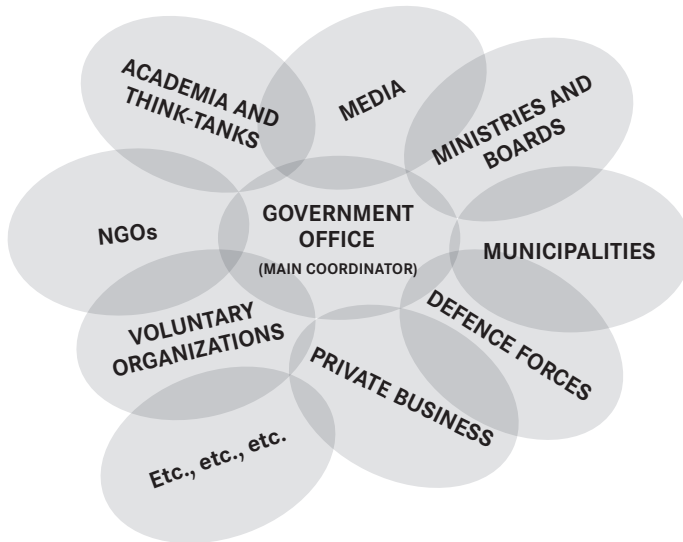 ACADEMIA AND
THINK-TANKS
MEDIA
MINISTRIES AND
BOARDS
NGOs
GOVERNMENT
OFFICE
(MAIN COORDINATOR)
MUNICIPALITIES
VOLUNTARY
ORGANIZATIONS
DEFENCE FORCES
PRIVATE BUSINESS
Etc., etc., etc.